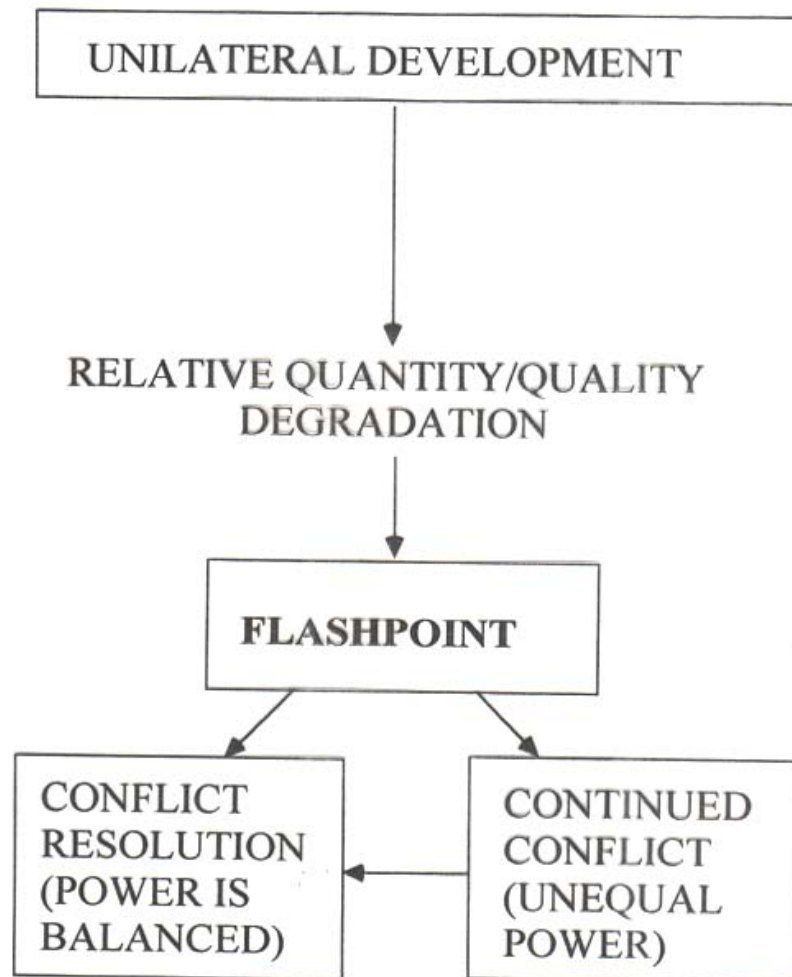 UNILATERAL DEVELOPMENT
RELATIVE QUANTITY/QUALITY
DEGRADATION
FLASHPOINT
CONFLICT
RESOLUTION
(POWER IS
BALANCED)
CONTINUED
CONFLICT
(UNEQUAL
POWER)